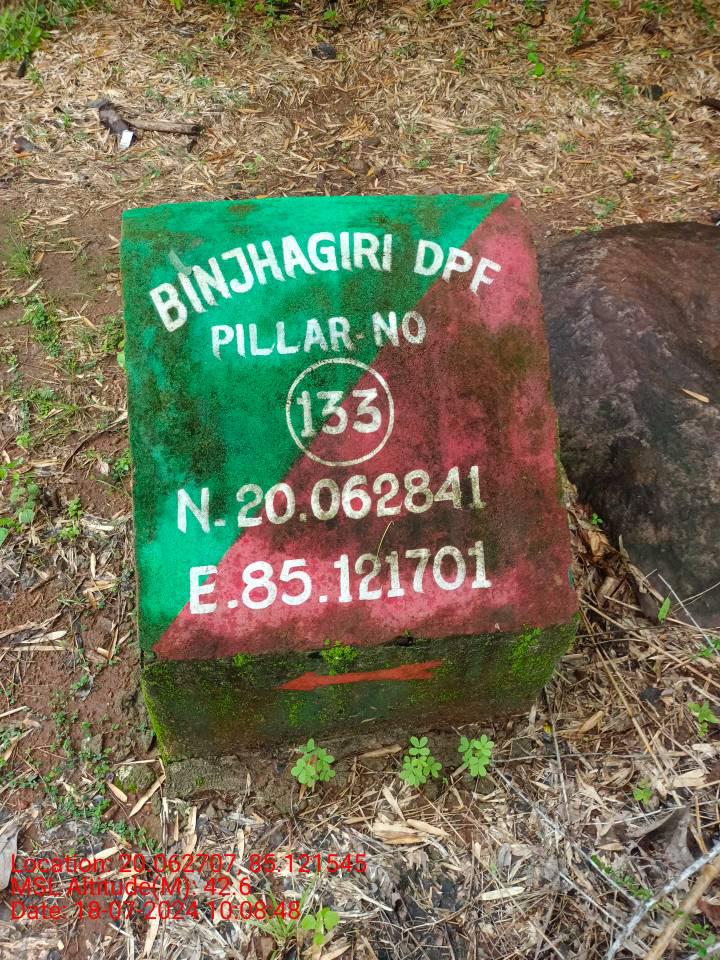 BINJHAGIRI DPF
PILLAR-NO
133
N.20.062841
E.85.121701
Location: 20.062707, 85.121545
MSL Altitude(M): 42.6
Date: 18-07-2024 10:08:48